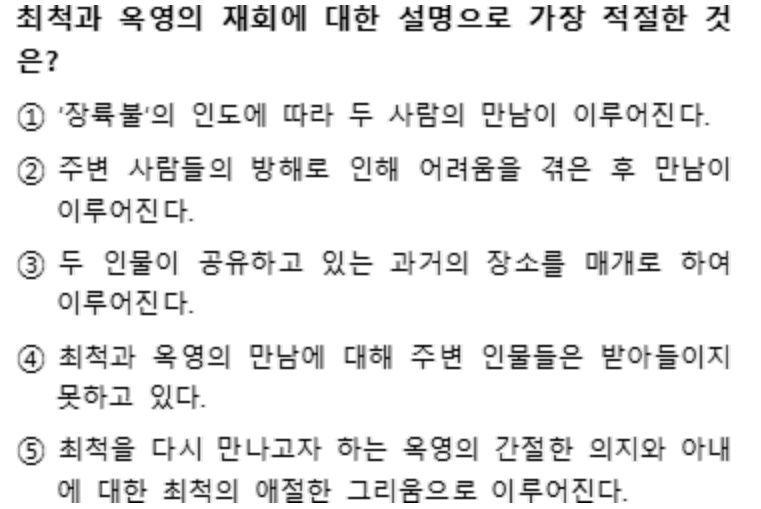 최척과 옥영의 재회에 대한 설명으로 가장 적절한 것
은?
① ‘장륙불‘의 인도에 따라 두 사람의 만남이 이루어진다.
② 주변 사람들의 방해로 인해 어려움을 겪은 후 만남이
이루어진다.
③ 두 인물이 공유하고 있는 과거의 장소를 매개로 하여
이루어진다.
④ 최척과 옥영의 만남에 대해 주변 인물들은 받아들이지
못하고 있다.
⑤ 최척을 다시 만나고자 하는 옥영의 간절한 의지와 아내
에 대한 최척의 애절한 그리움으로 이루어진다.